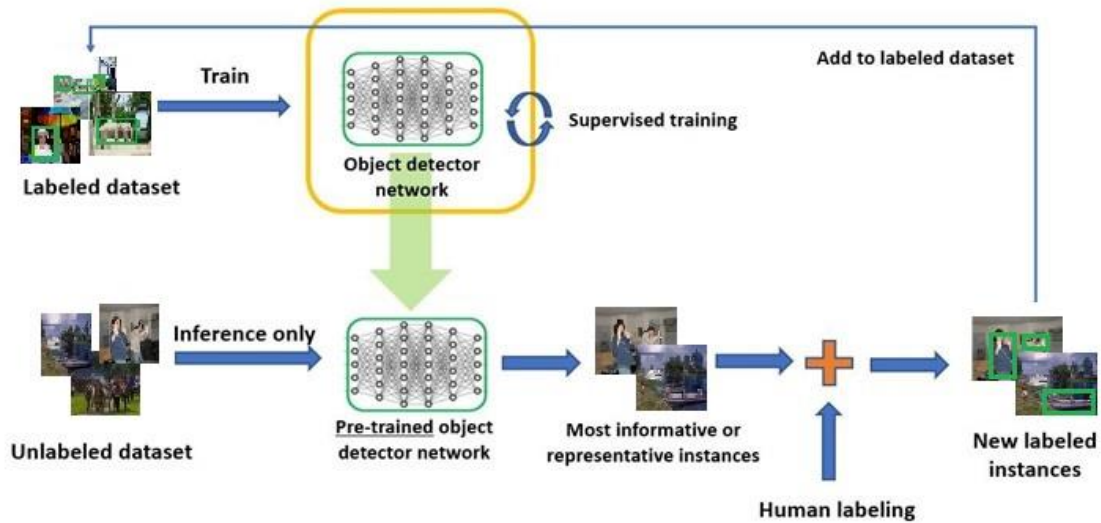 Add to labeled dataset
Train
Supervised training
Object detector
network
Labeled dataset
Inference only
Unlabeled dataset
Pre-trained object
detector network
Most informative or
representative instances
Human labeling
New labeled
instances